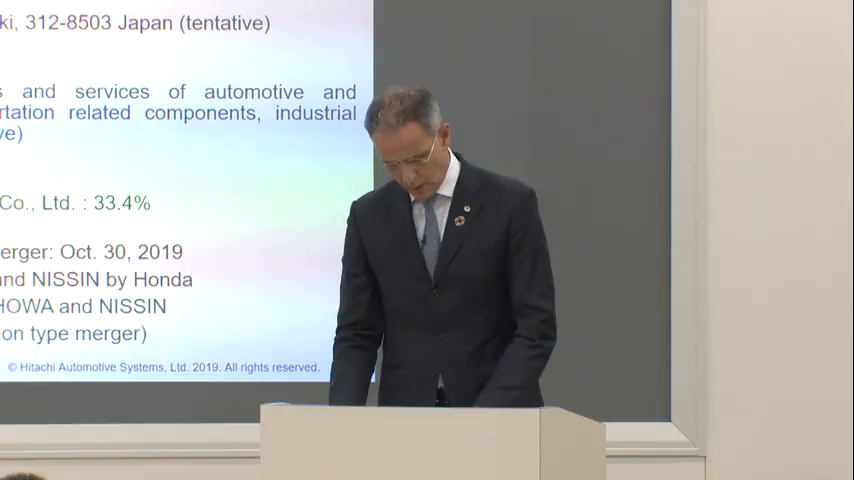 ki, 312-8503 Japan (tentative)
s and services of automotive and
rtation related components, industrial
ve)
Co., Ltd. : 33.4%
erger: Oct. 30, 2019
and NISSIN by Honda
HOWA and NISSIN
on type merger)
© Hitachi Automotive Systems, Ltd. 2019. All rights reserved.